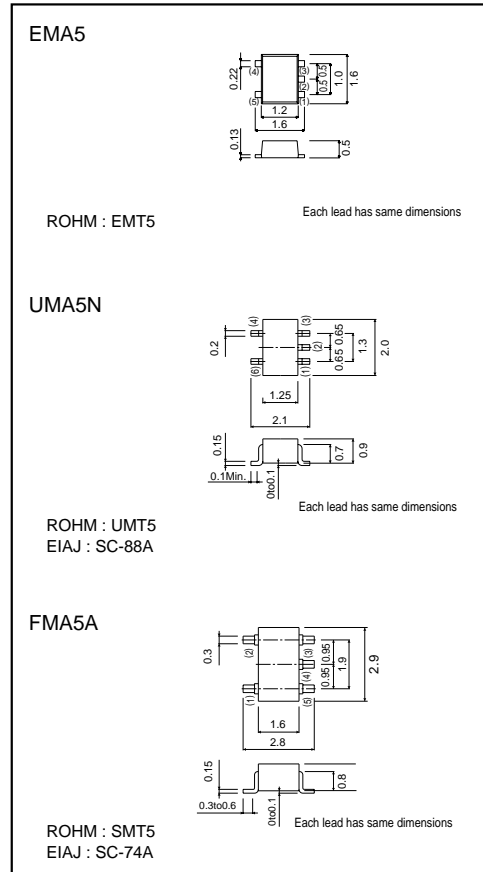 EMA5
0.22
(4)
(3)
(2)
(5)
(1)
0.5
0.5
1.0
1.6
1.2
1.6
0.13
0.5
ROHM : EMT5
Each lead has same dimensions
UMA5N
(4)
(3)
0.2
(2)
(6)
(1)
0.65
0.65
1.3
2.0
1.25
2.1
0.15
0.1Min.
0to0.1
0.7
0.9
Each lead has same dimensions
ROHM : UMT5
EIAJ : SC-88A
FMA5A
0.3
(2)
(3)
(4)
(1)
(5)
0.95
0.95
1.9
2.9
1.6
2.8
0.15
0.3to0.6
0to0.1
0.8
Each lead has same dimensions
ROHM : SMT5
EIAJ : SC-74A